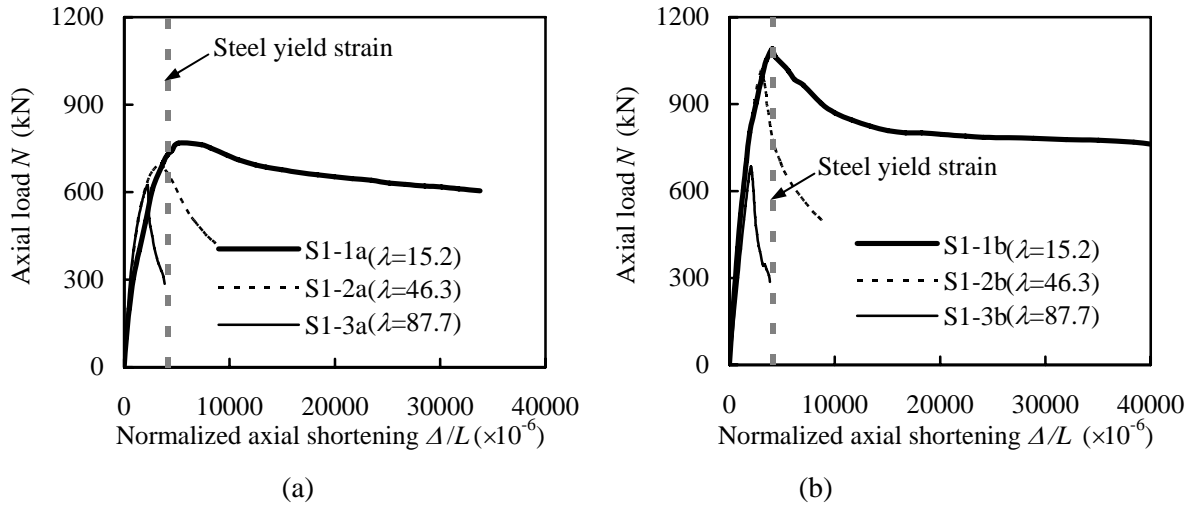 1200
900
600
300
0
Axial load N (kN)
Steel yield strain
S1-1a(λ=15.2)
S1-2a(λ=46.3)
S1-3a(λ=87.7)
0 10000 20000 30000 40000
Normalized axial shortening Δ/L (×10⁻⁶)
(a)
1200
900
600
300
0
Axial load N (kN)
Steel yield strain
S1-1b(λ=15.2)
S1-2b(λ=46.3)
S1-3b(λ=87.7)
0 10000 20000 30000 40000
Normalized axial shortening Δ/L (×10⁻⁶)
(b)